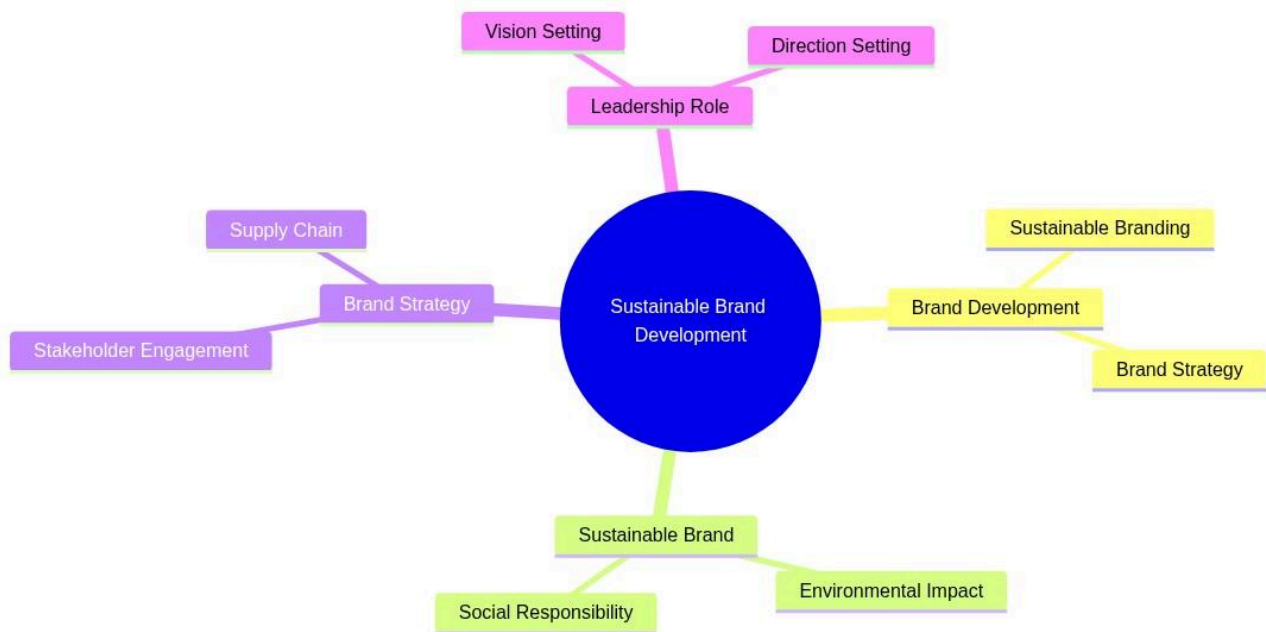 Vision Setting
Direction Setting
Leadership Role
Supply Chain
Sustainable Branding
Brand Strategy
Sustainable Brand
Development
Brand Development
Stakeholder Engagement
Brand Strategy
Sustainable Brand
Environmental Impact
Social Responsibility